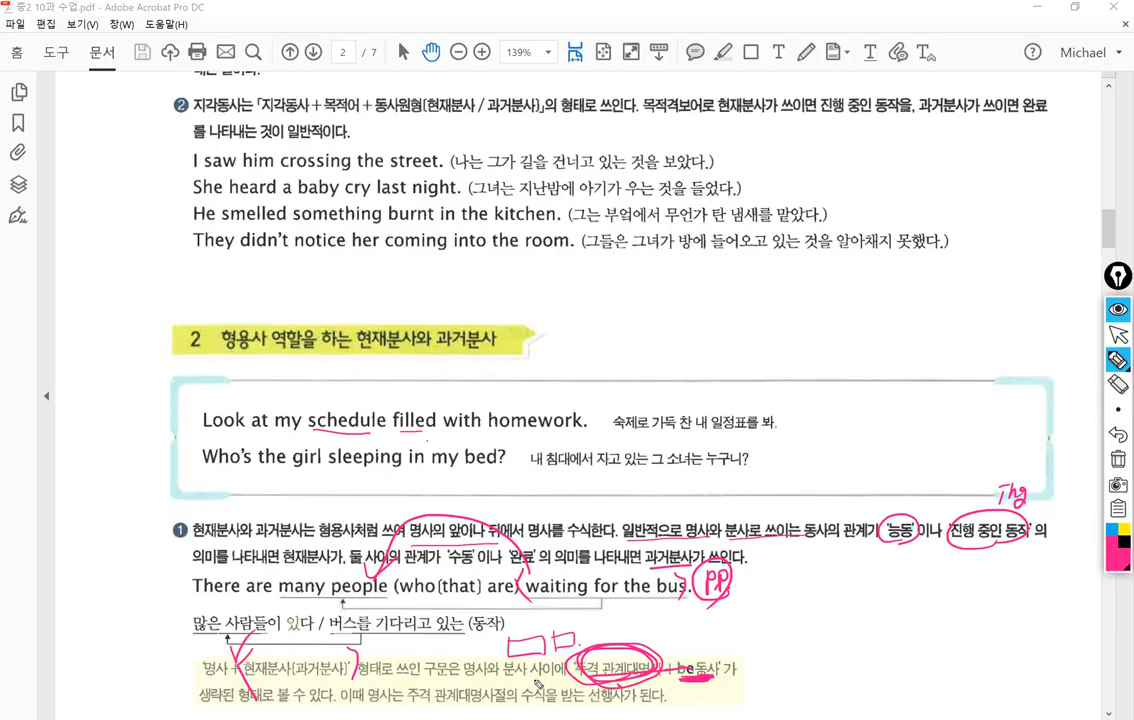 중2 10과 수업.pdf - Adobe Acrobat Pro DC
파일 편집 보기(V) 창(W) 도움말(H)
홈 도구 문서 2 / 7 139% Michael
❷ 지각동사는 「지각동사 + 목적어 + 동사원형(현재분사 / 과거분사)」의 형태로 쓰인다. 목적격보어로 현재분사가 쓰이면 진행 중인 동작을, 과거분사가 쓰이면 완료
를 나타내는 것이 일반적이다.
I saw him crossing the street. (나는 그가 길을 건너고 있는 것을 보았다.)
She heard a baby cry last night. (그녀는 지난밤에 아기가 우는 것을 들었다.)
He smelled something burnt in the kitchen. (그는 부엌에서 무언가 탄 냄새를 맡았다.)
They didn't notice her coming into the room. (그들은 그녀가 방에 들어오고 있는 것을 알아채지 못했다.)
2 형용사 역할을 하는 현재분사와 과거분사
Look at my schedule filled with homework. 숙제로 가득 찬 내 일정표를 봐.
Who's the girl sleeping in my bed? 내 침대에서 자고 있는 그 소녀는 누구니?
❶ 현재분사와 과거분사는 형용사처럼 쓰여 명사의 앞이나 뒤에서 명사를 수식한다. 일반적으로 명사와 분사로 쓰이는 동사의 관계가 '능동'이나 '진행 중인 동작'의
의미를 나타내면 현재분사가, 둘 사이의 관계가 '수동'이나 '완료'의 의미를 나타내면 과거분사가 쓰인다.
There are many people (who(that) are) waiting for the bus. pp
많은 사람들이 있다 / 버스를 기다리고 있는 (동작)
'명사 + 현재분사(과거분사)' 형태로 쓰인 구문은 명사와 분사 사이에 '주격 관계대명사 + be동사'가
생략된 형태로 볼 수 있다. 이때 명사는 주격 관계대명사절의 수식을 받는 선행사가 된다.